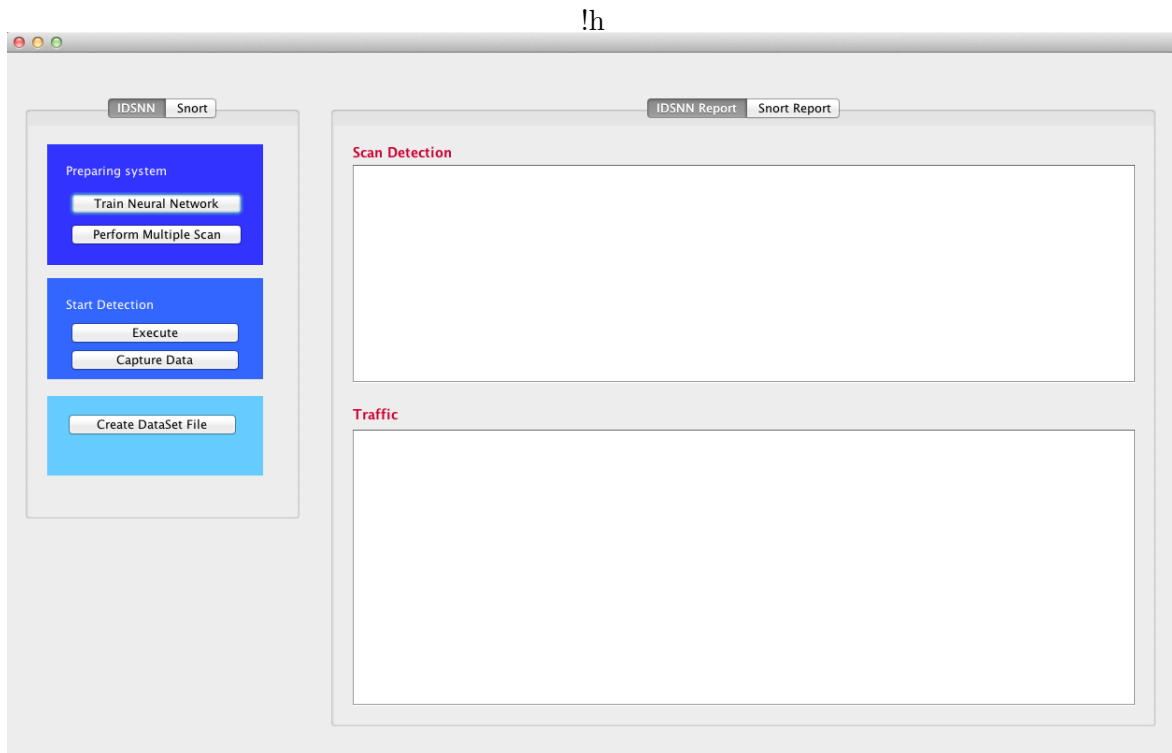 !h
IDSNN Snort
Preparing system
Train Neural Network
Perform Multiple Scan
Start Detection
Execute
Capture Data
Create DataSet File
IDSNN Report Snort Report
Scan Detection
Traffic